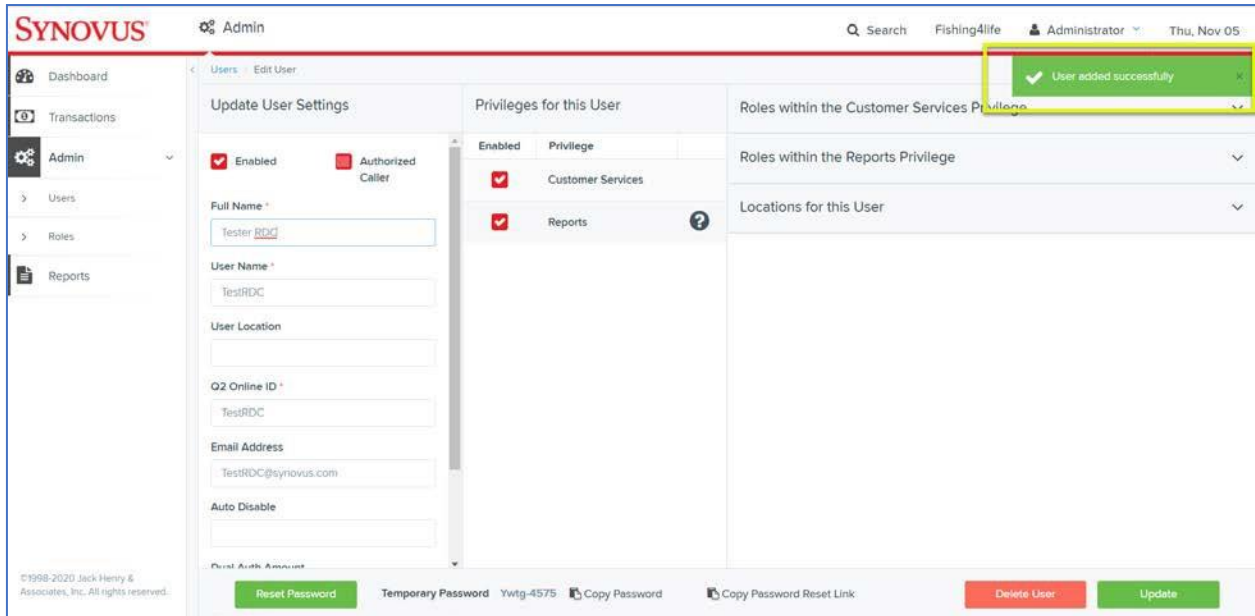 SYNOVUS
Admin
Search Fishing4life Administrator Thu, Nov 05
Dashboard
Transactions
Admin
Users
Roles
Reports
Users Edit User
User added successfully
Update User Settings
Enabled
Authorized
Caller
Full Name *
Tester RDC
User Name *
TestRDC
User Location
Q2 Online ID *
TestRDC
Email Address
TestRDC@synovus.com
Auto Disable
Dual Auth Amount
Privileges for this User
Enabled Privilege
Customer Services
Reports
Roles within the Customer Services Privilege
Roles within the Reports Privilege
Locations for this User
©1998-2020 Jack Henry &
Associates, Inc. All rights reserved.
Reset Password Temporary Password Ywtg-4575 Copy Password Copy Password Reset Link Delete User Update